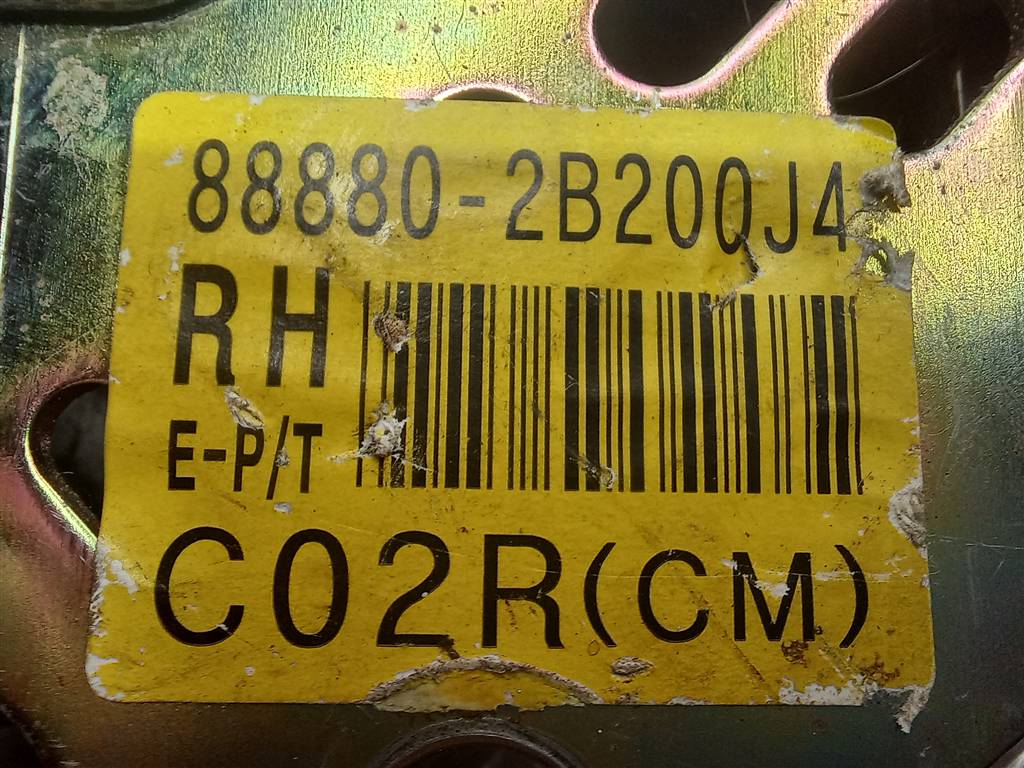 88880-2B200J4
RH
E-P/T
C02R(CM)